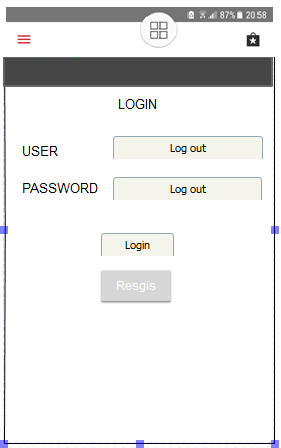 87% 20:58
LOGIN
USER Log out
PASSWORD Log out
Login
Resgis